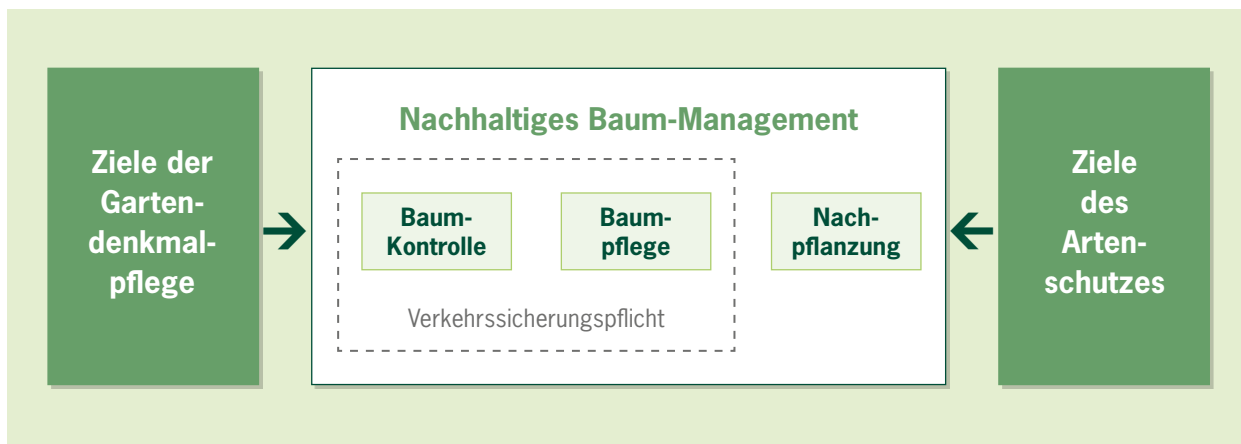 Ziele der
Garten-
denkmal-
pflege
Nachhaltiges Baum-Management
Baum-
Kontrolle
Baum-
pflege
Nach-
pflanzung
Verkehrssicherungspflicht
Ziele
des
Arten-
schutzes